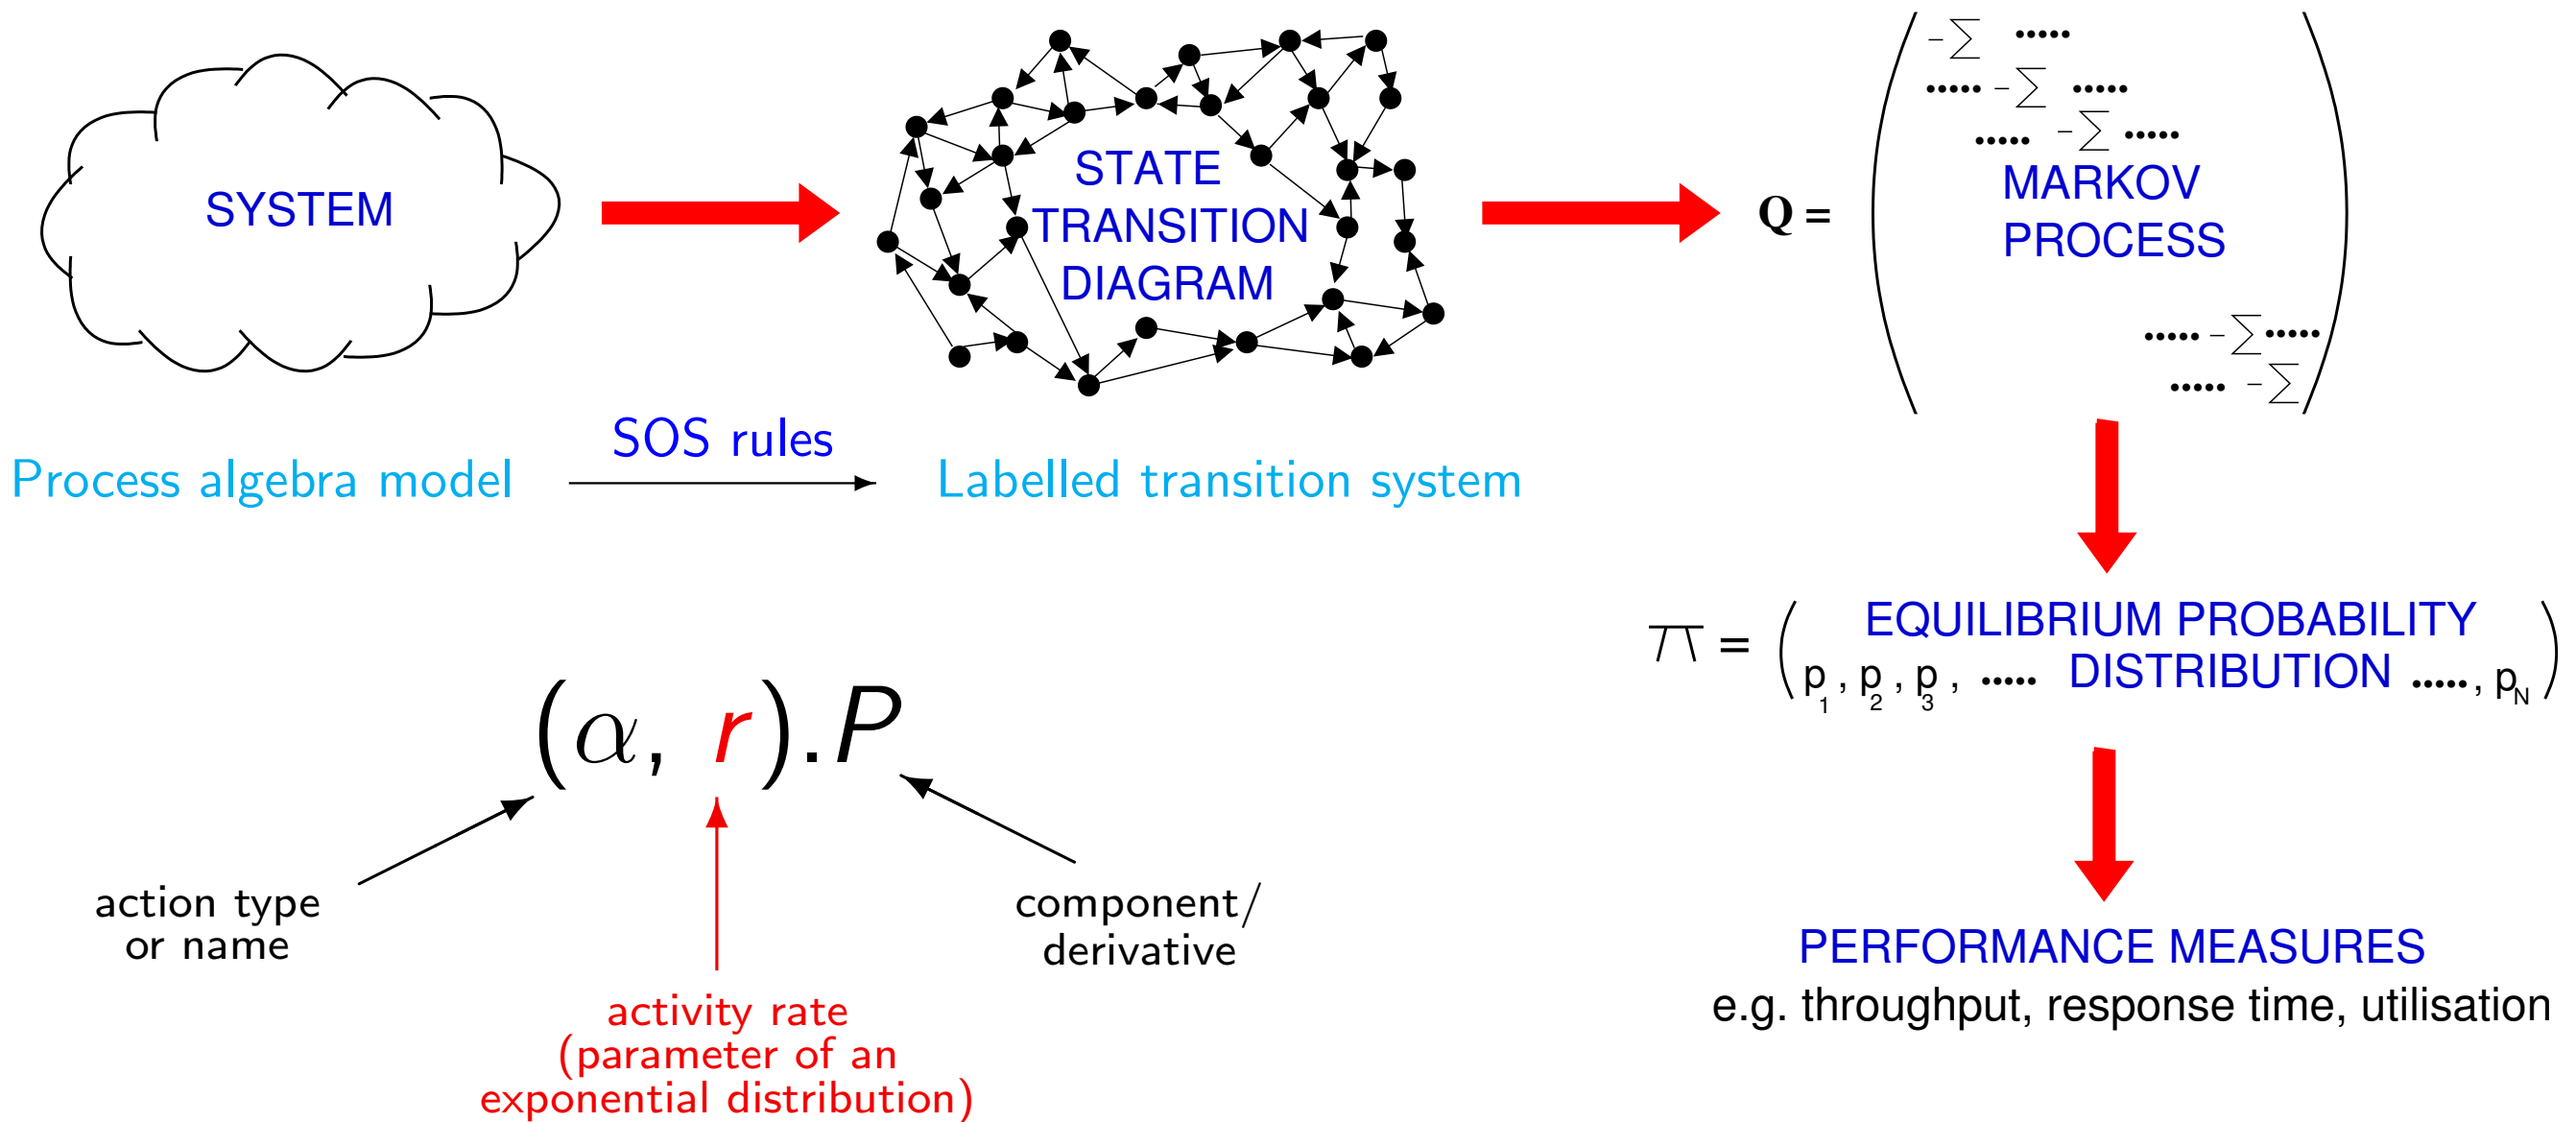 SYSTEM
STATE
TRANSITION
DIAGRAM
Q =
-∑ •••••
••••• -∑ •••••
••••• -∑ •••••
MARKOV
PROCESS
••••• -∑ •••••
••••• -∑
Process algebra model
SOS rules
Labelled transition system
π = ( EQUILIBRIUM PROBABILITY
p₁ , p₂ , p₃ , ••••• DISTRIBUTION ••••• , p_N )
PERFORMANCE MEASURES
e.g. throughput, response time, utilisation
(α, r).P
action type
or name
activity rate
(parameter of an
exponential distribution)
component/
derivative